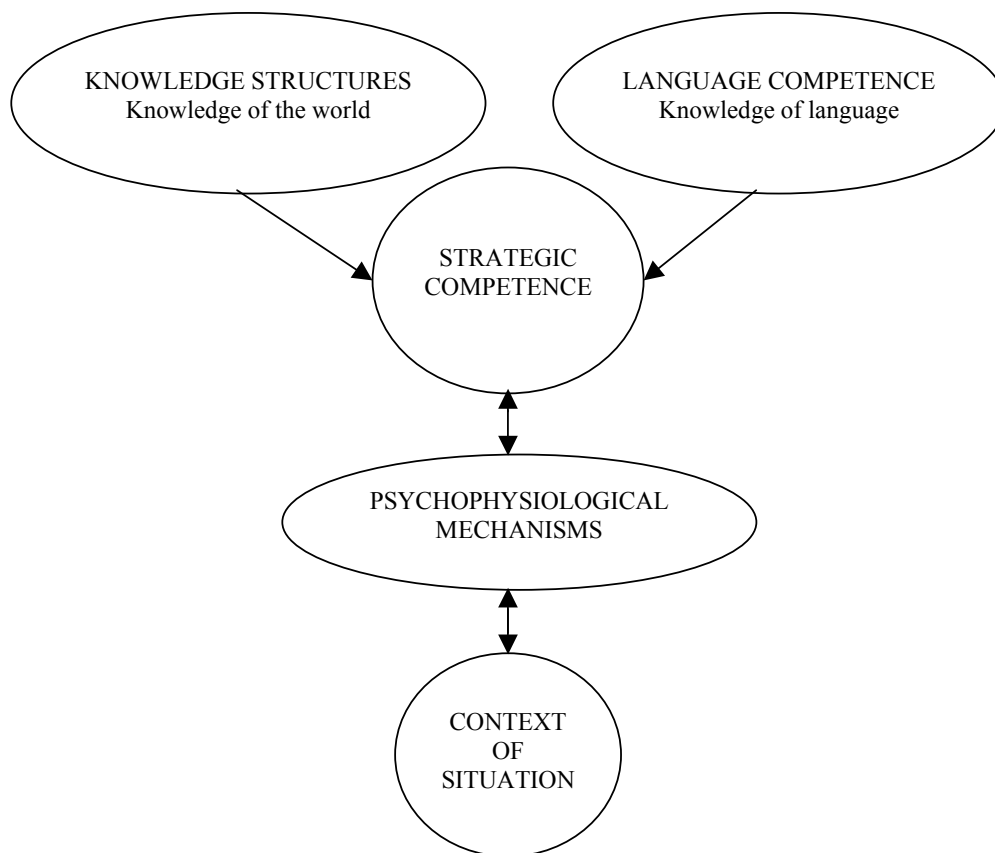 KNOWLEDGE STRUCTURES
Knowledge of the world
LANGUAGE COMPETENCE
Knowledge of language
STRATEGIC
COMPETENCE
PSYCHOPHYSIOLOGICAL
MECHANISMS
CONTEXT
OF
SITUATION